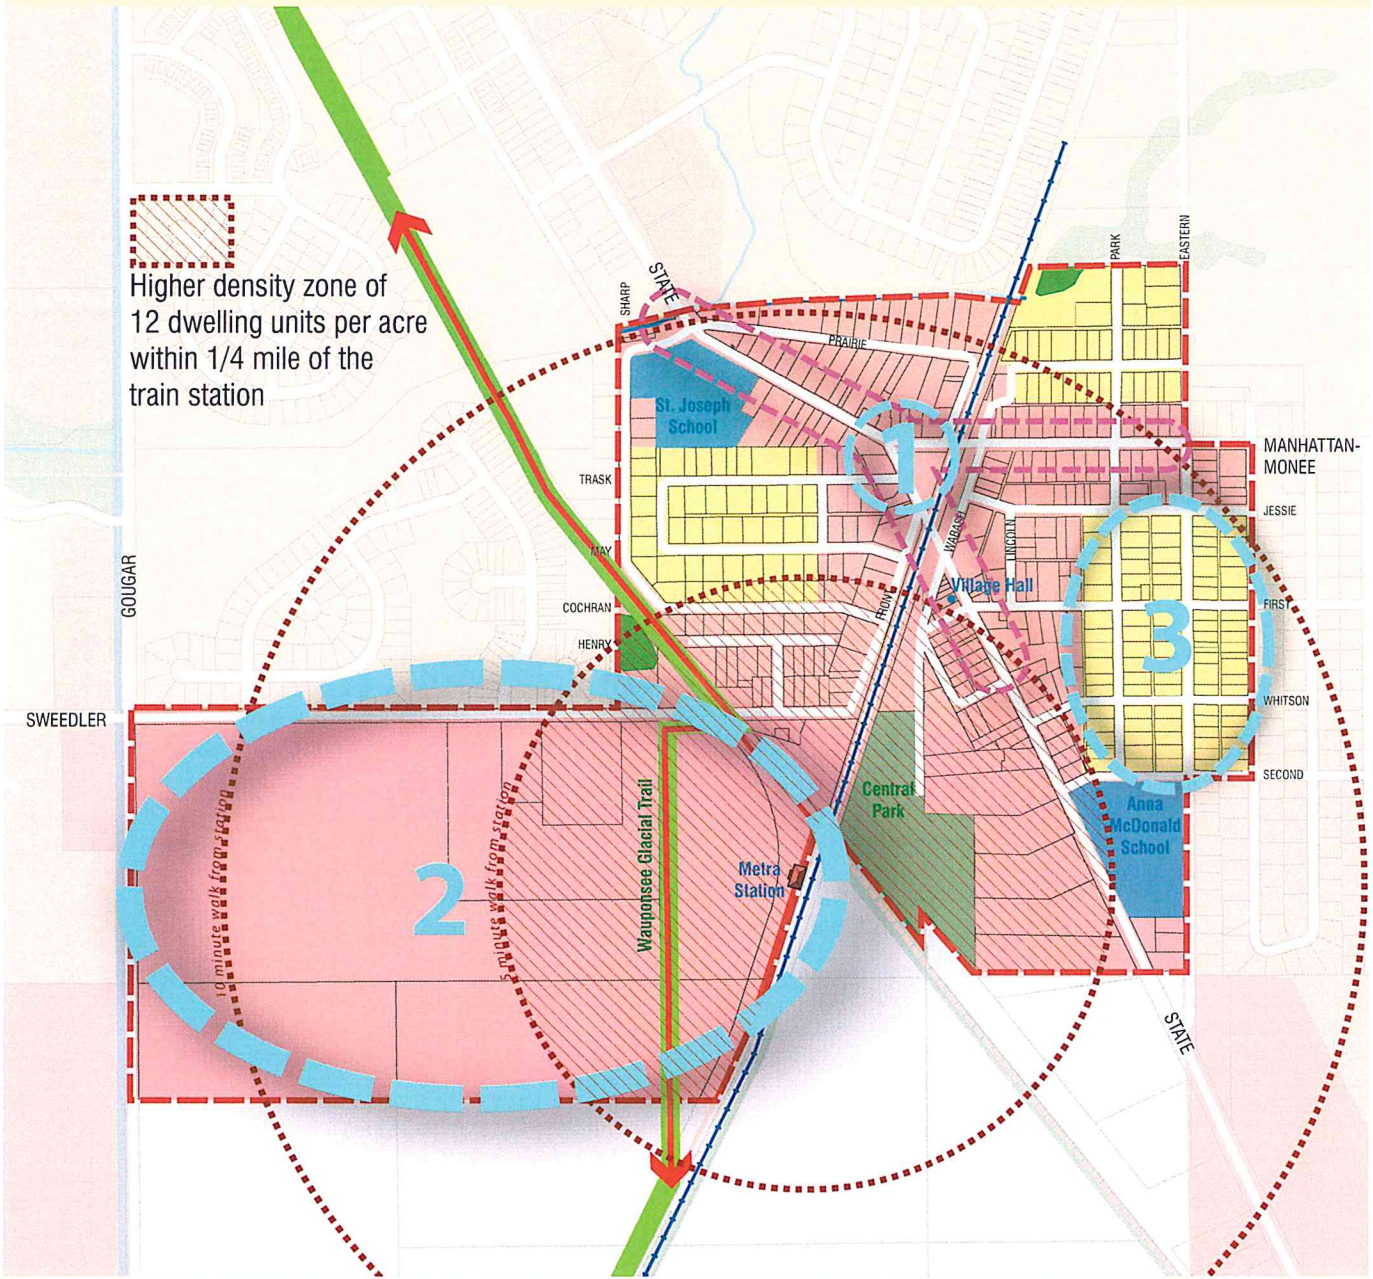 Higher density zone of
12 dwelling units per acre
within 1/4 mile of the
train station
SHARP
STATE
PARK
EASTERN
PRAIRIE
St. Joseph
School
1
MANHATTAN-
MONEE
TRASK
JESSIE
WABASH
LINCOLN
MAY
GOUGAR
Village Hall
COCHRAN
FRONT
FIRST
HENRY
3
WHITSON
SWEEDLER
SECOND
Central
Park
Anna
McDonald
School
10 minute walk from station
5 minute walk from station
Wauponsee Glacial Trail
2
Metra
Station
STATE